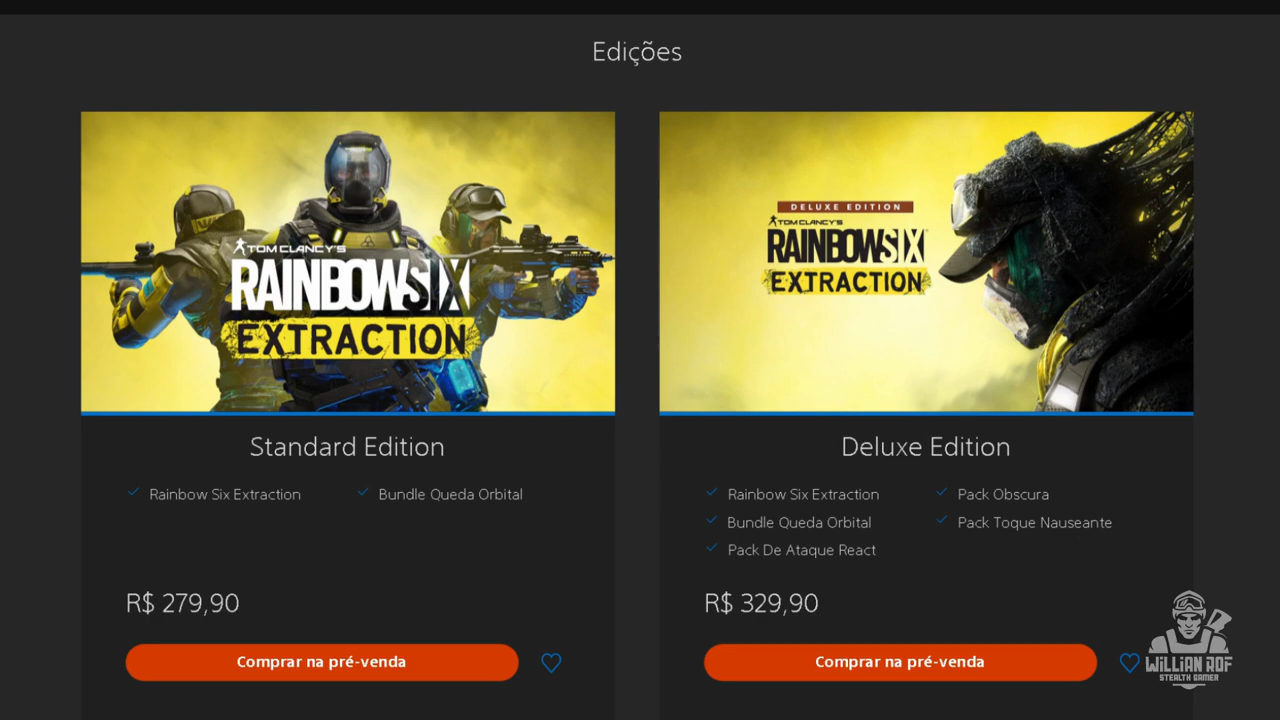 Edições
TOM CLANCY'S
RAINBOW SIX
EXTRACTION
DELUXE EDITION
TOM CLANCY'S
RAINBOW SIX
EXTRACTION
Standard Edition
Rainbow Six Extraction
Bundle Queda Orbital
R$ 279,90
Comprar na pré-venda
Deluxe Edition
Rainbow Six Extraction
Pack Obscura
Bundle Queda Orbital
Pack Toque Nauseante
Pack De Ataque React
R$ 329,90
Comprar na pré-venda
WILLIAN ROF
STEALTH GAMER